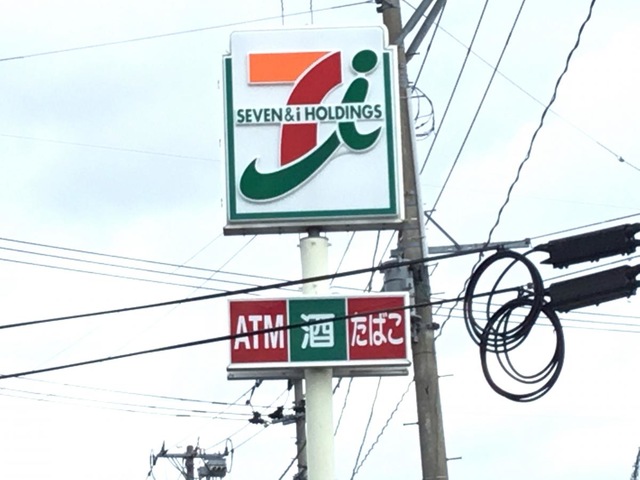 SEVEN & i HOLDINGS
ATM 酒 たばこ